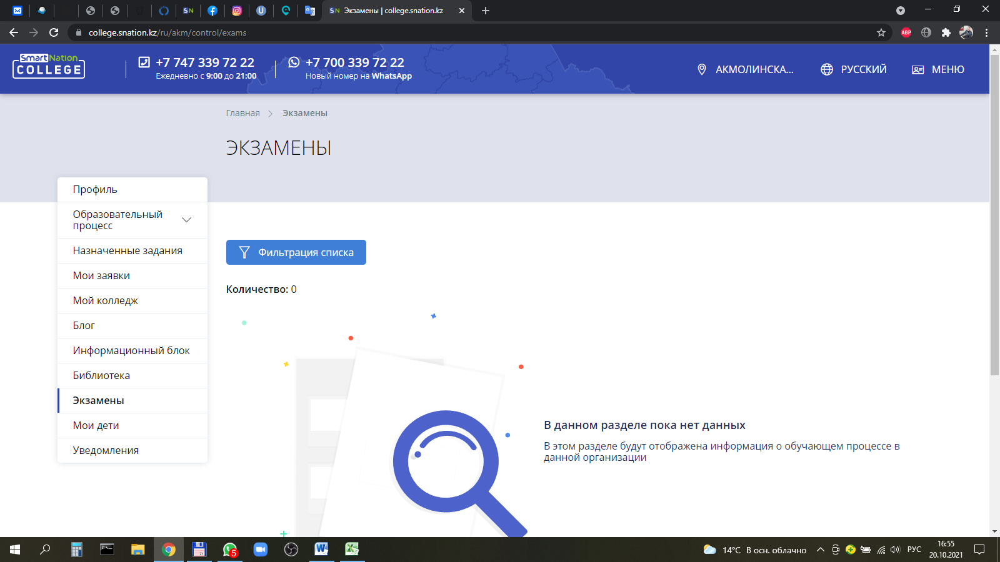 Экзамены | college.snation.kz
college.snation.kz/ru/akm/control/exams
ABP
Smart Nation
COLLEGE
+7 747 339 72 22
Ежедневно с 9:00 до 21:00
+7 700 339 72 22
Новый номер на WhatsApp
АКМОЛИНСКА...
РУССКИЙ
МЕНЮ
Главная
Экзамены
ЭКЗАМЕНЫ
Профиль
Образовательный
процесс
Назначенные задания
Мои заявки
Мой колледж
Блог
Информационный блок
Библиотека
Экзамены
Мои дети
Уведомления
Фильтрация списка
Количество: 0
В данном разделе пока нет данных
В этом разделе будут отображена информация о обучающем процессе в
данной организации
5
14°C В осн. облачно
РУС
16:55
20.10.2021